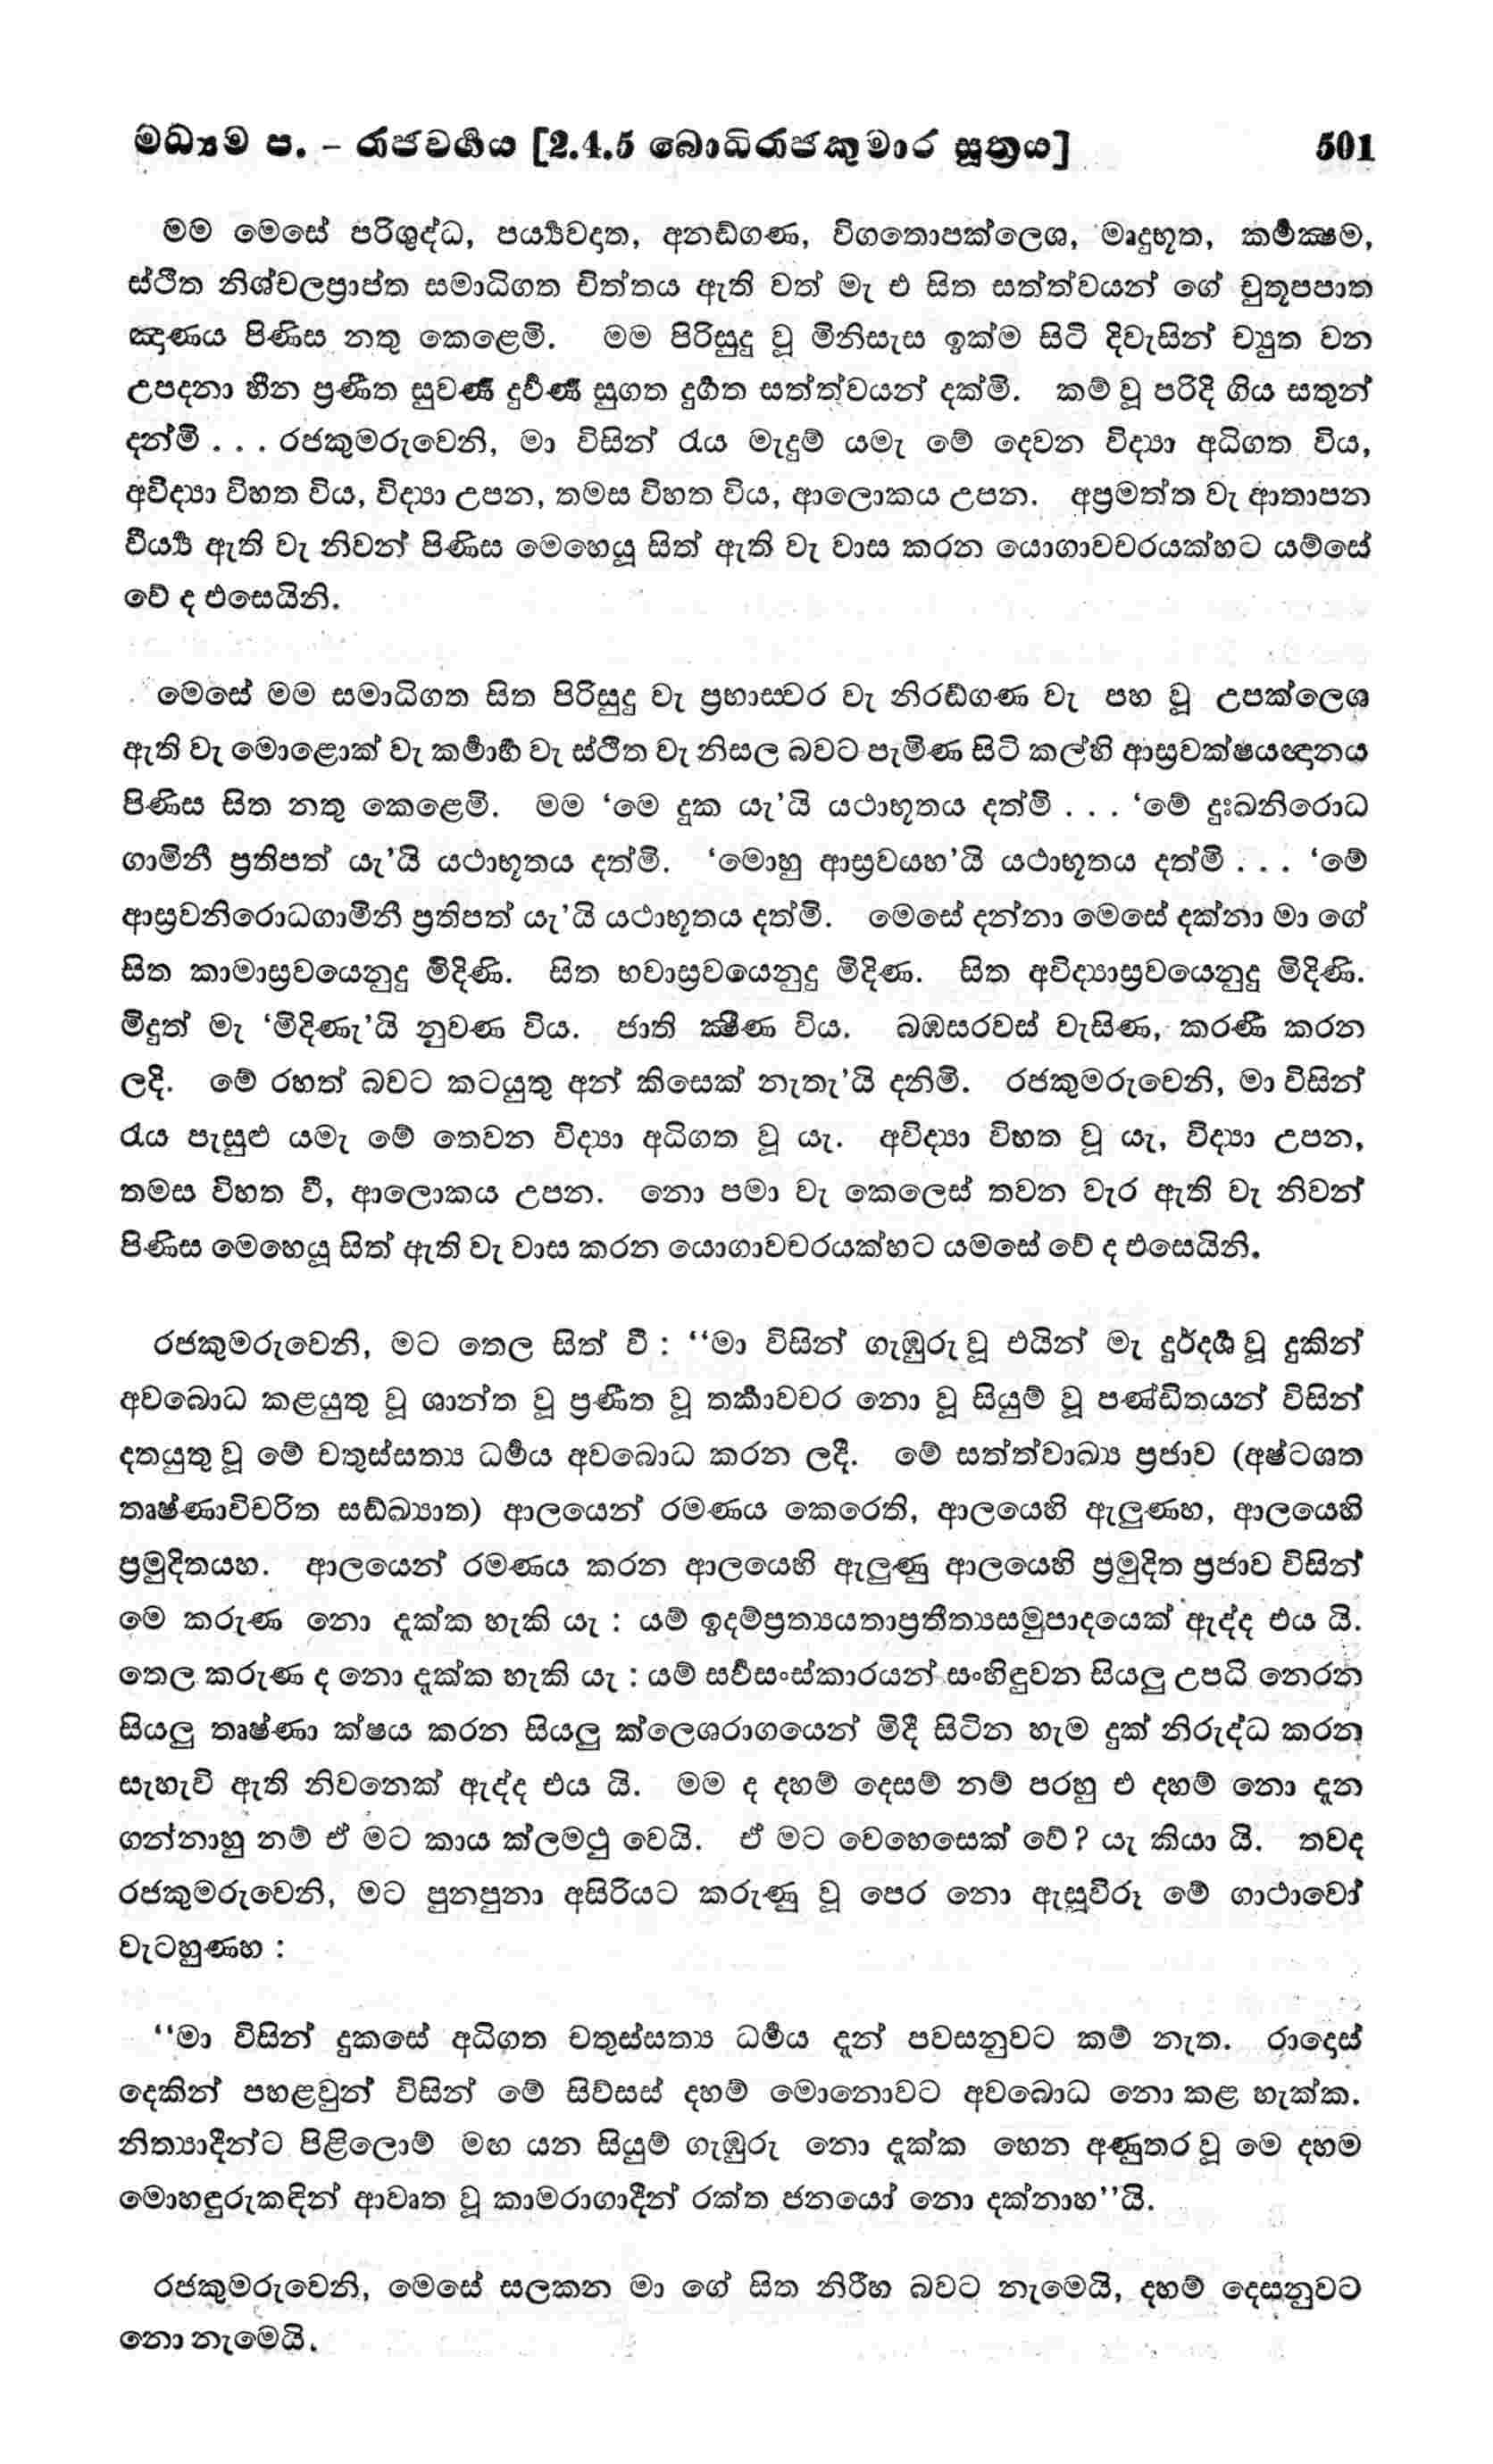 මධ්‍යම ප. – රාජවර්‍ගය [2.4.5 බොධිරාජකුමාර සූත්‍රය] 501
මම මෙසේ පරිශුද්ධ, පර්‍ය්‍යවදාත, අනඞ්ගණ, විගතොපක්ලෙශ, මෘදුභූත, කර්‍මක්‍ෂම,
ස්ථිත නිශ්චලප්‍රාප්ත සමාධිගත චිත්තය ඇති වත් මැ එ සිත සත්ත්වයන් ගේ චුතූපපාත
ඤාණය පිණිස නතු කෙළෙමි. මම පිරිසුදු වූ මිනිසැස ඉක්ම සිටි දිවැසින් ච්‍යුත වන
උපදනා හීන ප්‍රණීත සුවර්‍ණ දුර්‍වර්‍ණ සුගත දුර්‍ගත සත්ත්වයන් දක්මි. කම් වූ පරිදි ගිය සතුන්
දන්මි . . . රජකුමරුවෙනි, මා විසින් රැය මැදුම් යමැ මේ දෙවන විද්‍යා අධිගත විය,
අවිද්‍යා විහත විය, විද්‍යා උපන, තමස විහත විය, ආලොකය උපන. අප්‍රමත්ත වැ ආතාපන
වීර්‍ය්‍ය ඇති වැ නිවන් පිණිස මෙහෙයූ සිත් ඇති වැ වාස කරන යොගාවචරයක්හට යම්සේ
වේ ද එසෙයිනි.
මෙසේ මම සමාධිගත සිත පිරිසුදු වැ ප්‍රභාස්වර වැ නිරඞ්ගණ වැ පහ වූ උපක්ලෙශ
ඇති වැ මොළොක් වැ කර්‍මාර්‍හ වැ ස්ථිත වැ නිසල බවට පැමිණ සිටි කල්හි ආස්‍රවක්ෂයඥානය
පිණිස සිත නතු කෙළෙමි. මම ‘මෙ දුක යැ’යි යථාභූතය දත්මි . . . ‘මේ දුඃඛනිරොධ
ගාමිනී ප්‍රතිපත් යැ’යි යථාභූතය දත්මි. ‘මොහු ආස්‍රවයහ’යි යථාභූතය දත්මි . . . ‘මේ
ආස්‍රවනිරොධගාමිනී ප්‍රතිපත් යැ’යි යථාභූතය දත්මි. මෙසේ දන්නා මෙසේ දක්නා මා ගේ
සිත කාමාස්‍රවයෙනුදු මිදිණි. සිත භවාස්‍රවයෙනුදු මිදිණ. සිත අවිද්‍යාස්‍රවයෙනුදු මිදිණි.
මිදුත් මැ ‘මිදිණැ’යි නුවණ විය. ජාති ක්‍ෂීණ විය. බඹසරවස් වැසිණ, කරණී කරන
ලදි. මේ රහත් බවට කටයුතු අන් කිසෙක් නැතැ’යි දනිමි. රජකුමරුවෙනි, මා විසින්
රැය පැසුළු යමැ මේ තෙවන විද්‍යා අධිගත වූ යැ. අවිද්‍යා විහත වූ යැ, විද්‍යා උපන,
තමස විහත වී, ආලොකය උපන. නො පමා වැ කෙලෙස් තවන වැර ඇති වැ නිවන්
පිණිස මෙහෙයූ සිත් ඇති වැ වාස කරන යොගාවචරයක්හට යමසේ වේ ද එසෙයිනි.
රජකුමරුවෙනි, මට තෙල සිත් වී : “මා විසින් ගැඹුරු වූ එයින් මැ දුර්දර්‍ශ වූ දුකින්
අවබොධ කළයුතු වූ ශාන්ත වූ ප්‍රණීත වූ තර්‍කාවචර නො වූ සියුම් වූ පණ්ඩිතයන් විසින්
දතයුතු වූ මේ චතුස්සත්‍ය ධර්‍මය අවබොධ කරන ලදී. මේ සත්ත්වාඛ්‍ය ප්‍රජාව (අෂ්ටශත
තෘෂ්ණාවිචරිත සඞ්ඛ්‍යාත) ආලයෙන් රමණය කෙරෙති, ආලයෙහි ඇලුණහ, ආලයෙහි
ප්‍රමුදිතයහ. ආලයෙන් රමණය කරන ආලයෙහි ඇලුණු ආලයෙහි ප්‍රමුදිත ප්‍රජාව විසින්
මෙ කරුණ නො දැක්ක හැකි යැ : යම් ඉදම්ප්‍රත්‍යයතාප්‍රතීත්‍යසමුපාදයෙක් ඇද්ද එය යි.
තෙල කරුණ ද නො දැක්ක හැකි යැ : යම් සර්‍වසංස්කාරයන් සංහිඳුවන සියලු උපධි නෙරන
සියලු තෘෂ්ණා ක්ෂය කරන සියලු ක්ලෙශරාගයෙන් මිදී සිටින හැම දුක් නිරුද්ධ කරන
සැහැවි ඇති නිවනෙක් ඇද්ද එය යි. මම ද දහම් දෙසම් නම් පරහු එ දහම් නො දැන
ගන්නාහු නම් ඒ මට කාය ක්ලමථු වෙයි. ඒ මට වෙහෙසෙක් වේ? යැ කියා යි. තවද
රජකුමරුවෙනි, මට පුනපුනා අසිරියට කරුණු වූ පෙර නො ඇසූවිරූ මේ ගාථාවෝ
වැටහුණහ :
“මා විසින් දුකසේ අධිගත චතුස්සත්‍ය ධර්‍මය දැන් පවසනුවට කම් නැත. රාදොස්
දෙකින් පහළවුන් විසින් මේ සිව්සස් දහම් මොනොවට අවබොධ නො කළ හැක්ක.
නිත්‍යාදීන්ට පිළිලොම් මඟ යන සියුම් ගැඹුරු නො දැක්ක හෙන අණුතර වූ මෙ දහම
මොහඳුරුකඳින් ආවෘත වූ කාමරාගාදීන් රක්ත ජනයෝ නො දක්නාහ”යි.
රජකුමරුවෙනි, මෙසේ සලකන මා ගේ සිත නිරීහ බවට නැමෙයි, දහම් දෙසනුවට
නො නැමෙයි.